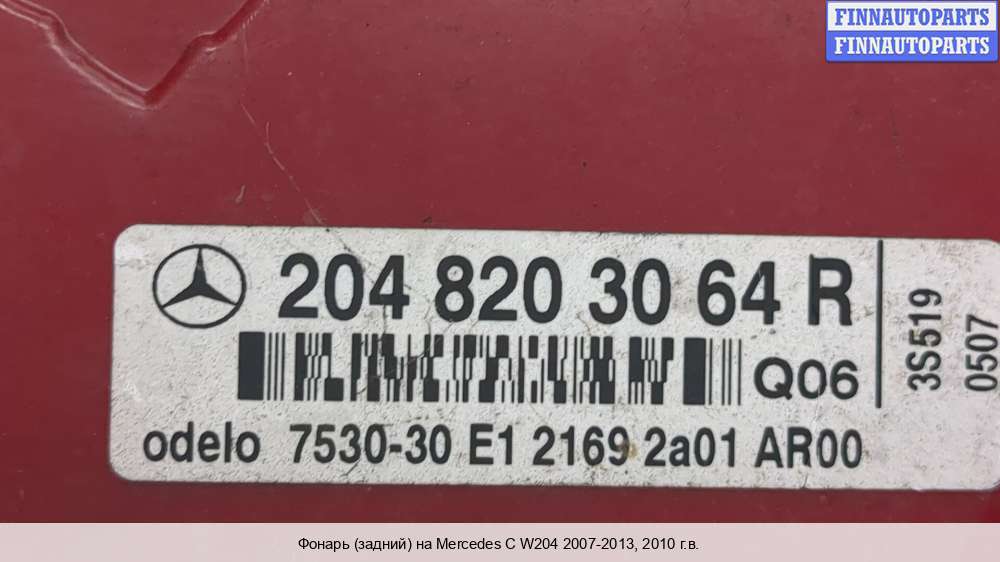 FINNAUTOPARTS
FINNAUTOPARTS
204 820 30 64 R
Q06
odelo 7530-30 E1 2169 2a01 AR00
3S519
0507
Фонарь (задний) на Mercedes C W204 2007-2013, 2010 г.в.